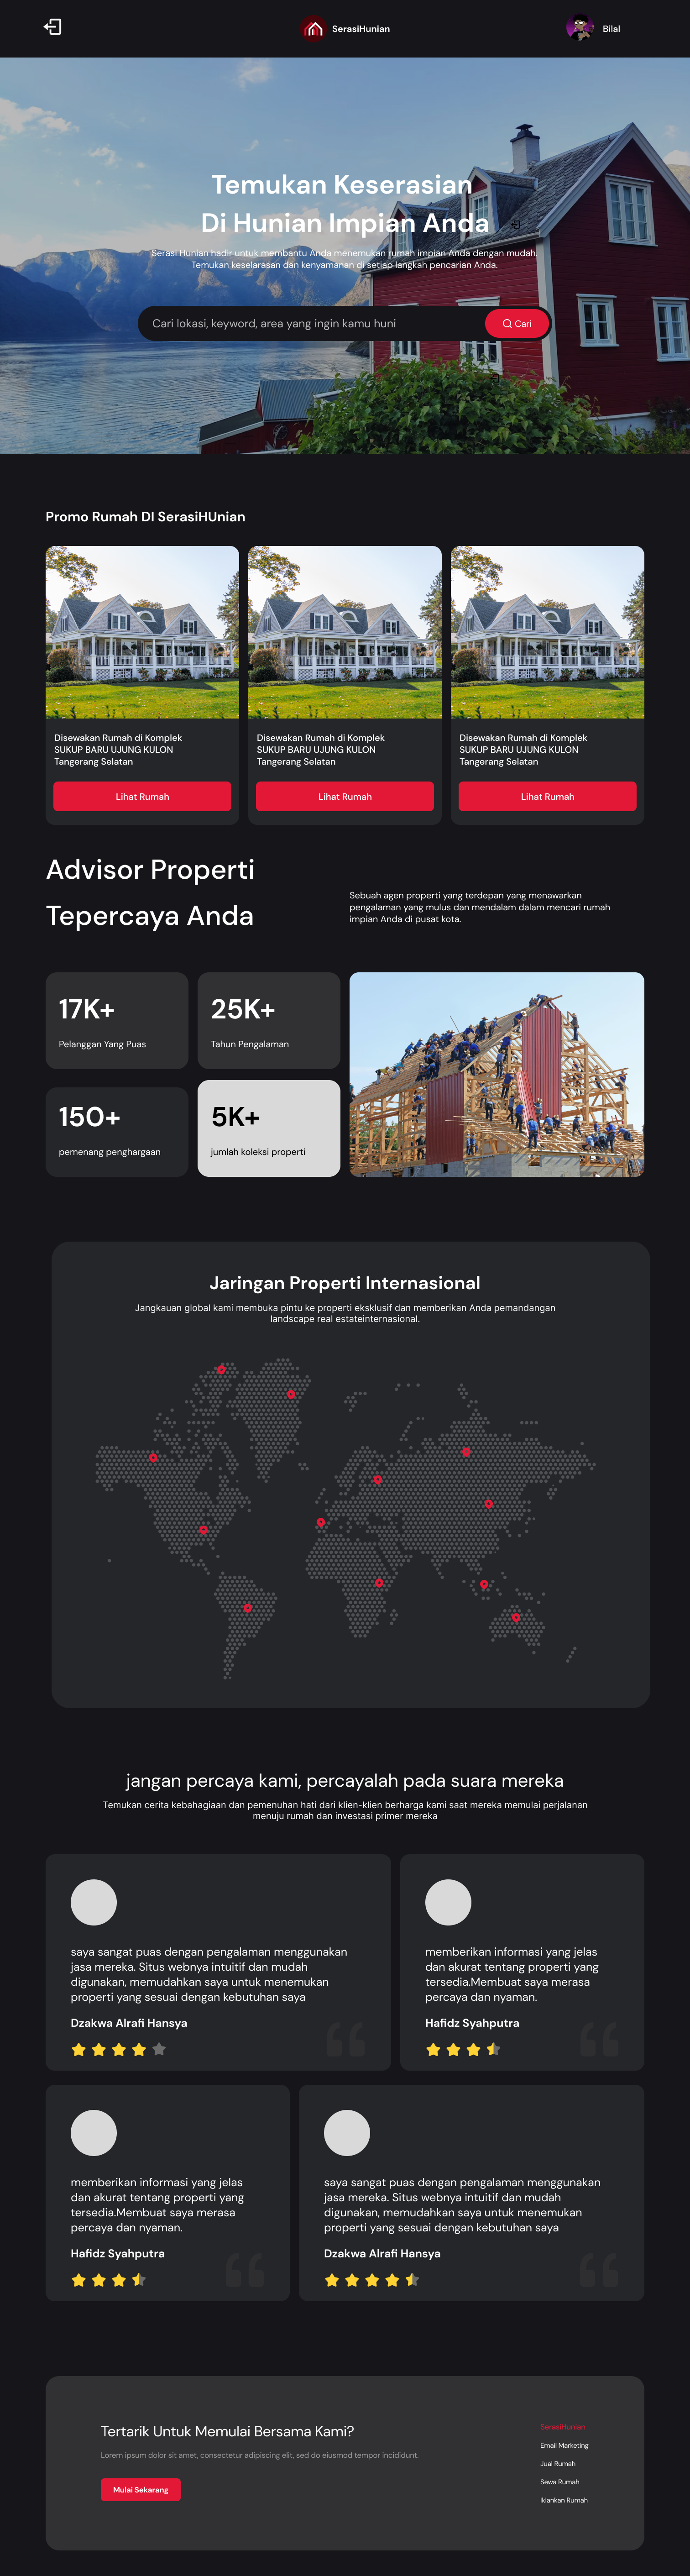 SerasiHunian
Bilal
Temukan Keserasian
Di Hunian Impian Anda
Serasi Hunian hadir untuk membantu Anda menemukan rumah impian Anda dengan mudah.
Temukan keselarasan dan kenyamanan di setiap langkah pencarian Anda.
Cari lokasi, keyword, area yang ingin kamu huni
Cari
Promo Rumah DI SerasiHUnian
Disewakan Rumah di Komplek
SUKUP BARU UJUNG KULON
Tangerang Selatan
Lihat Rumah
Disewakan Rumah di Komplek
SUKUP BARU UJUNG KULON
Tangerang Selatan
Lihat Rumah
Disewakan Rumah di Komplek
SUKUP BARU UJUNG KULON
Tangerang Selatan
Lihat Rumah
Advisor Properti
Tepercaya Anda
Sebuah agen properti yang terdepan yang menawarkan
pengalaman yang mulus dan mendalam dalam mencari rumah
impian Anda di pusat kota.
17K+
Pelanggan Yang Puas
25K+
Tahun Pengalaman
150+
pemenang penghargaan
5K+
jumlah koleksi properti
Jaringan Properti Internasional
Jangkauan global kami membuka pintu ke properti eksklusif dan memberikan Anda pemandangan
landscape real estateinternasional.
jangan percaya kami, percayalah pada suara mereka
Temukan cerita kebahagiaan dan pemenuhan hati dari klien-klien berharga kami saat mereka memulai perjalanan
menuju rumah dan investasi primer mereka
saya sangat puas dengan pengalaman menggunakan
jasa mereka. Situs webnya intuitif dan mudah
digunakan, memudahkan saya untuk menemukan
properti yang sesuai dengan kebutuhan saya
Dzakwa Alrafi Hansya
memberikan informasi yang jelas
dan akurat tentang properti yang
tersedia.Membuat saya merasa
percaya dan nyaman.
Hafidz Syahputra
memberikan informasi yang jelas
dan akurat tentang properti yang
tersedia.Membuat saya merasa
percaya dan nyaman.
Hafidz Syahputra
saya sangat puas dengan pengalaman menggunakan
jasa mereka. Situs webnya intuitif dan mudah
digunakan, memudahkan saya untuk menemukan
properti yang sesuai dengan kebutuhan saya
Dzakwa Alrafi Hansya
Tertarik Untuk Memulai Bersama Kami?
Lorem ipsum dolor sit amet, consectetur adipiscing elit, sed do eiusmod tempor incididunt.
Mulai Sekarang
SerasiHunian
Email Marketing
Jual Rumah
Sewa Rumah
Iklankan Rumah